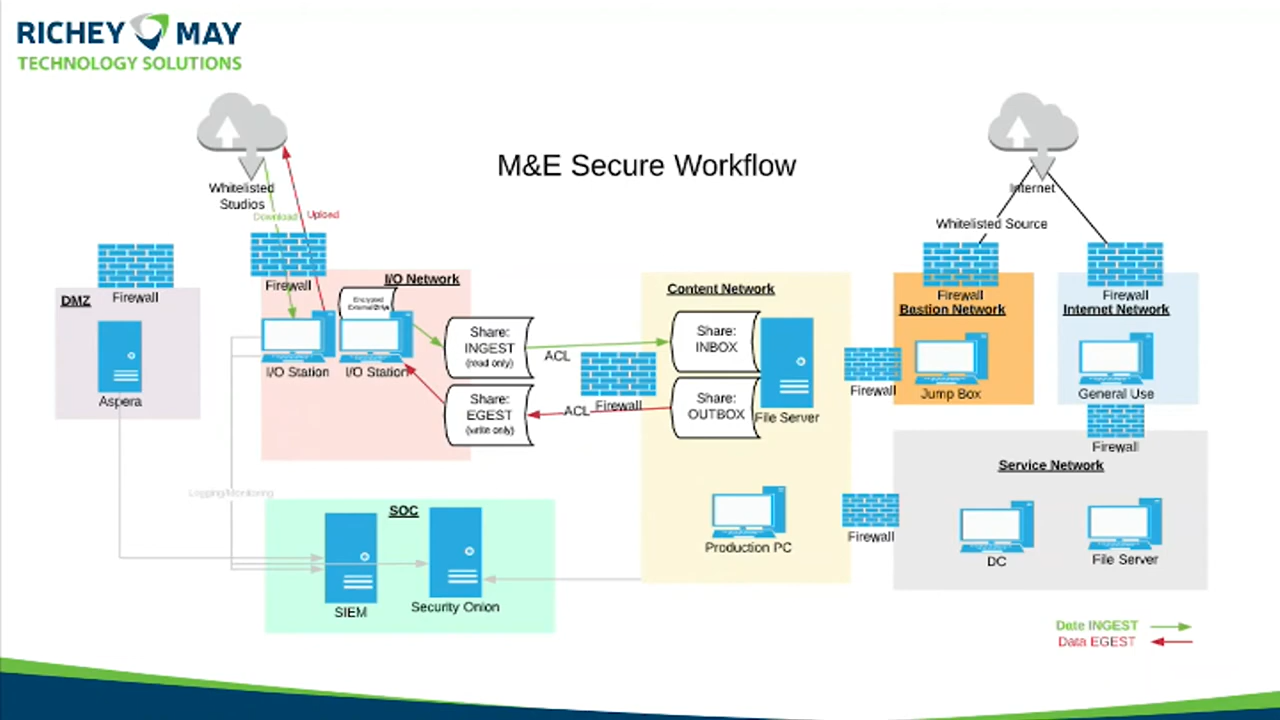 RICHEY MAY
TECHNOLOGY SOLUTIONS
M&E Secure Workflow
Whitelisted
Studios
Download
Upload
Firewall
Internet
Whitelisted Source
DMZ
Firewall
Aspera
I/O Network
Encrypted
I/O Station
I/O Station
Share:
INGEST
(read only)
Share:
EGEST
(write only)
ACL
Firewall
ACL
Content Network
Share:
INBOX
Share:
OUTBOX
File Server
Production PC
Firewall
Bastion Network
Jump Box
Firewall
Firewall
Internet Network
General Use
Firewall
Service Network
DC
File Server
Firewall
Logging/Monitoring
SOC
SIEM
Security Onion
Date INGEST
Data EGEST